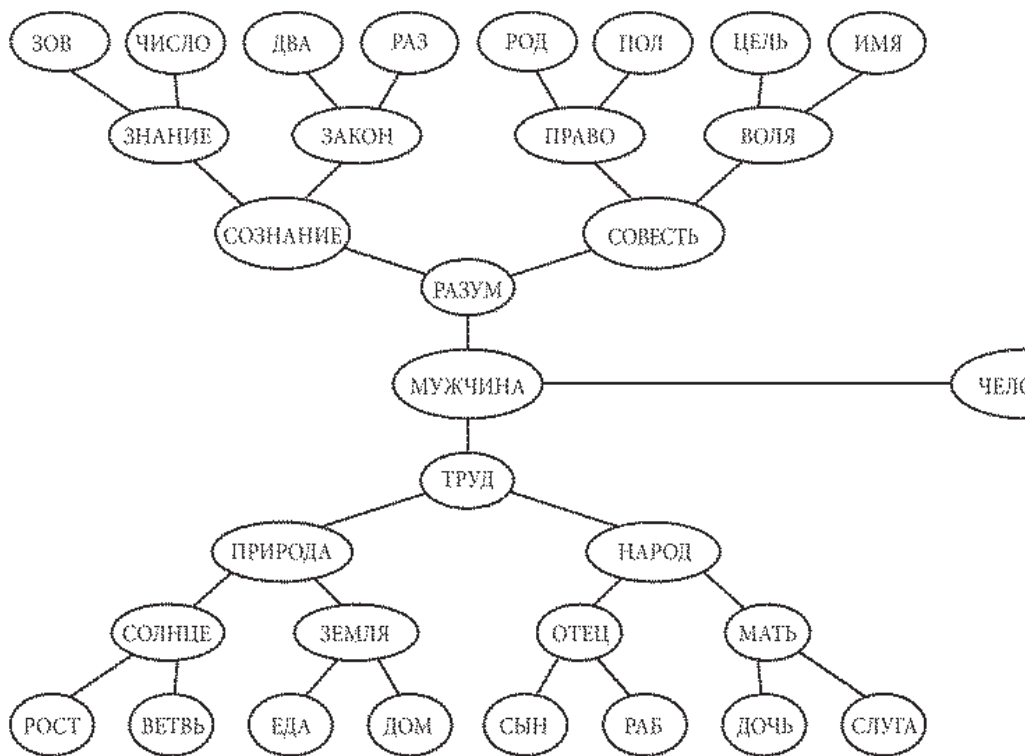 ЗОВ ЧИСЛО ДВА РАЗ РОД ПОЛ ЦЕЛЬ ИМЯ
ЗНАНИЕ ЗАКОН ПРАВО ВОЛЯ
СОЗНАНИЕ СОВЕСТЬ
РАЗУМ
МУЖЧИНА ЧЕЛО
ТРУД
ПРИРОДА НАРОД
СОЛНЦЕ ЗЕМЛЯ ОТЕЦ МАТЬ
РОСТ ВЕТВЬ ЕДА ДОМ СЫН РАБ ДОЧЬ СЛУГА